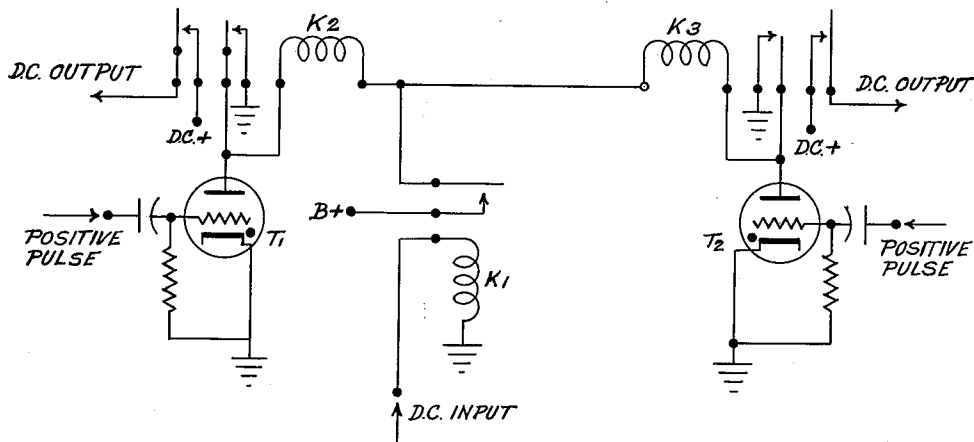 K2
K3
D.C. OUTPUT
D.C. OUTPUT
D.C.+
D.C.+
B+
POSITIVE
PULSE
T1
T2
POSITIVE
PULSE
K1
D.C. INPUT